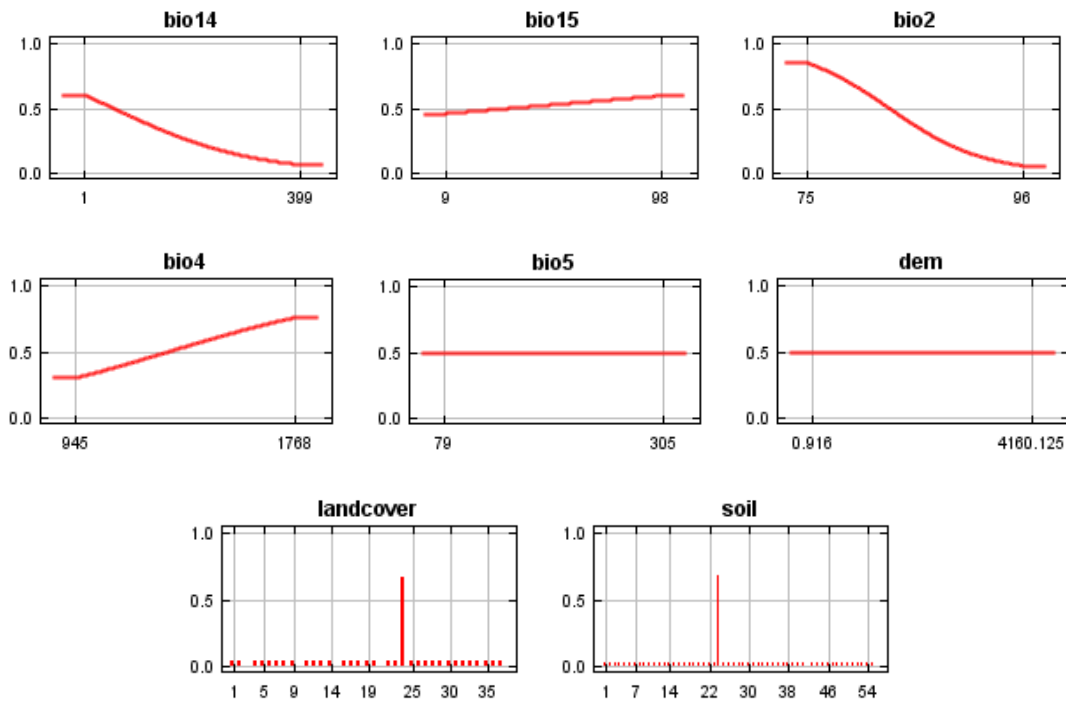 bio14 bio15 bio2
1.0 1.0 1.0
0.5 0.5 0.5
0.0 0.0 0.0
1 399 9 98 75 96
bio4 bio5 dem
1.0 1.0 1.0
0.5 0.5 0.5
0.0 0.0 0.0
945 1768 79 305 0.916 4160.125
landcover soil
1.0 1.0
0.5 0.5
0.0 0.0
1 5 9 14 19 25 30 35 1 7 14 22 30 38 46 54